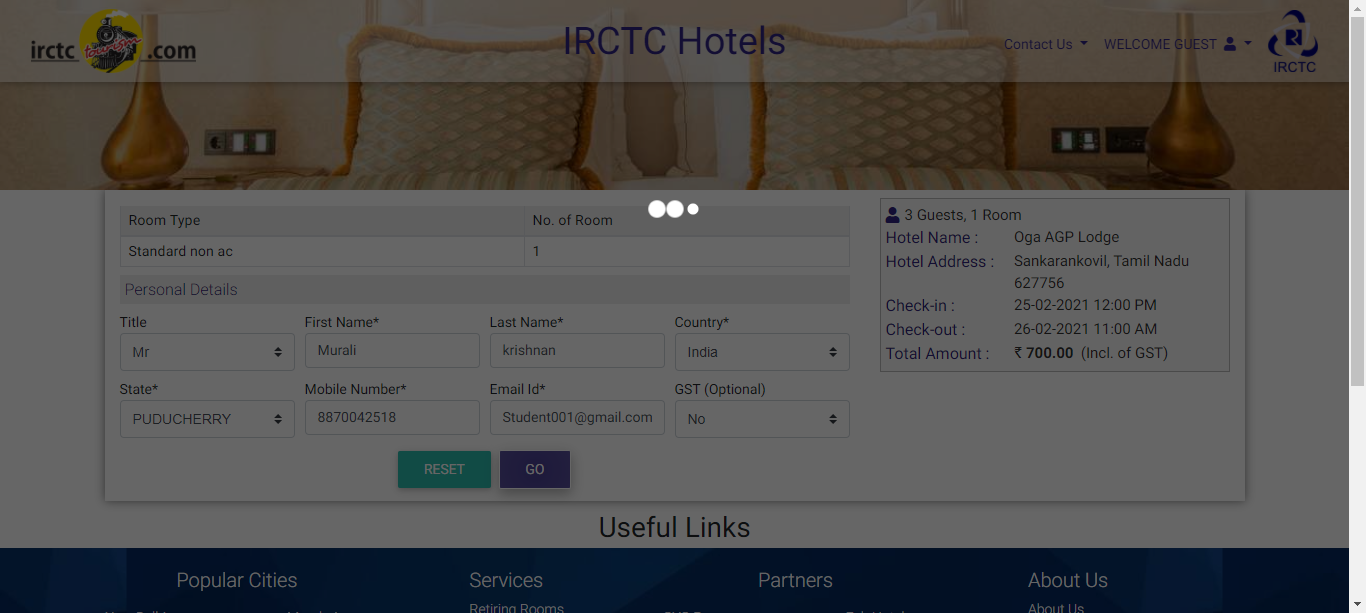 irctc tourism .com
IRCTC Hotels
Contact Us
WELCOME GUEST
IRCTC
Room Type No. of Room
Standard non ac 1
Personal Details
Title First Name* Last Name* Country*
Mr Murali krishnan India
State* Mobile Number* Email Id* GST (Optional)
PUDUCHERRY 8870042518 Student001@gmail.com No
RESET GO
3 Guests, 1 Room
Hotel Name : Oga AGP Lodge
Hotel Address : Sankarankovil, Tamil Nadu
627756
Check-in : 25-02-2021 12:00 PM
Check-out : 26-02-2021 11:00 AM
Total Amount : ₹ 700.00 (Incl. of GST)
Useful Links
Popular Cities Services Partners About Us
Retiring Rooms About Us